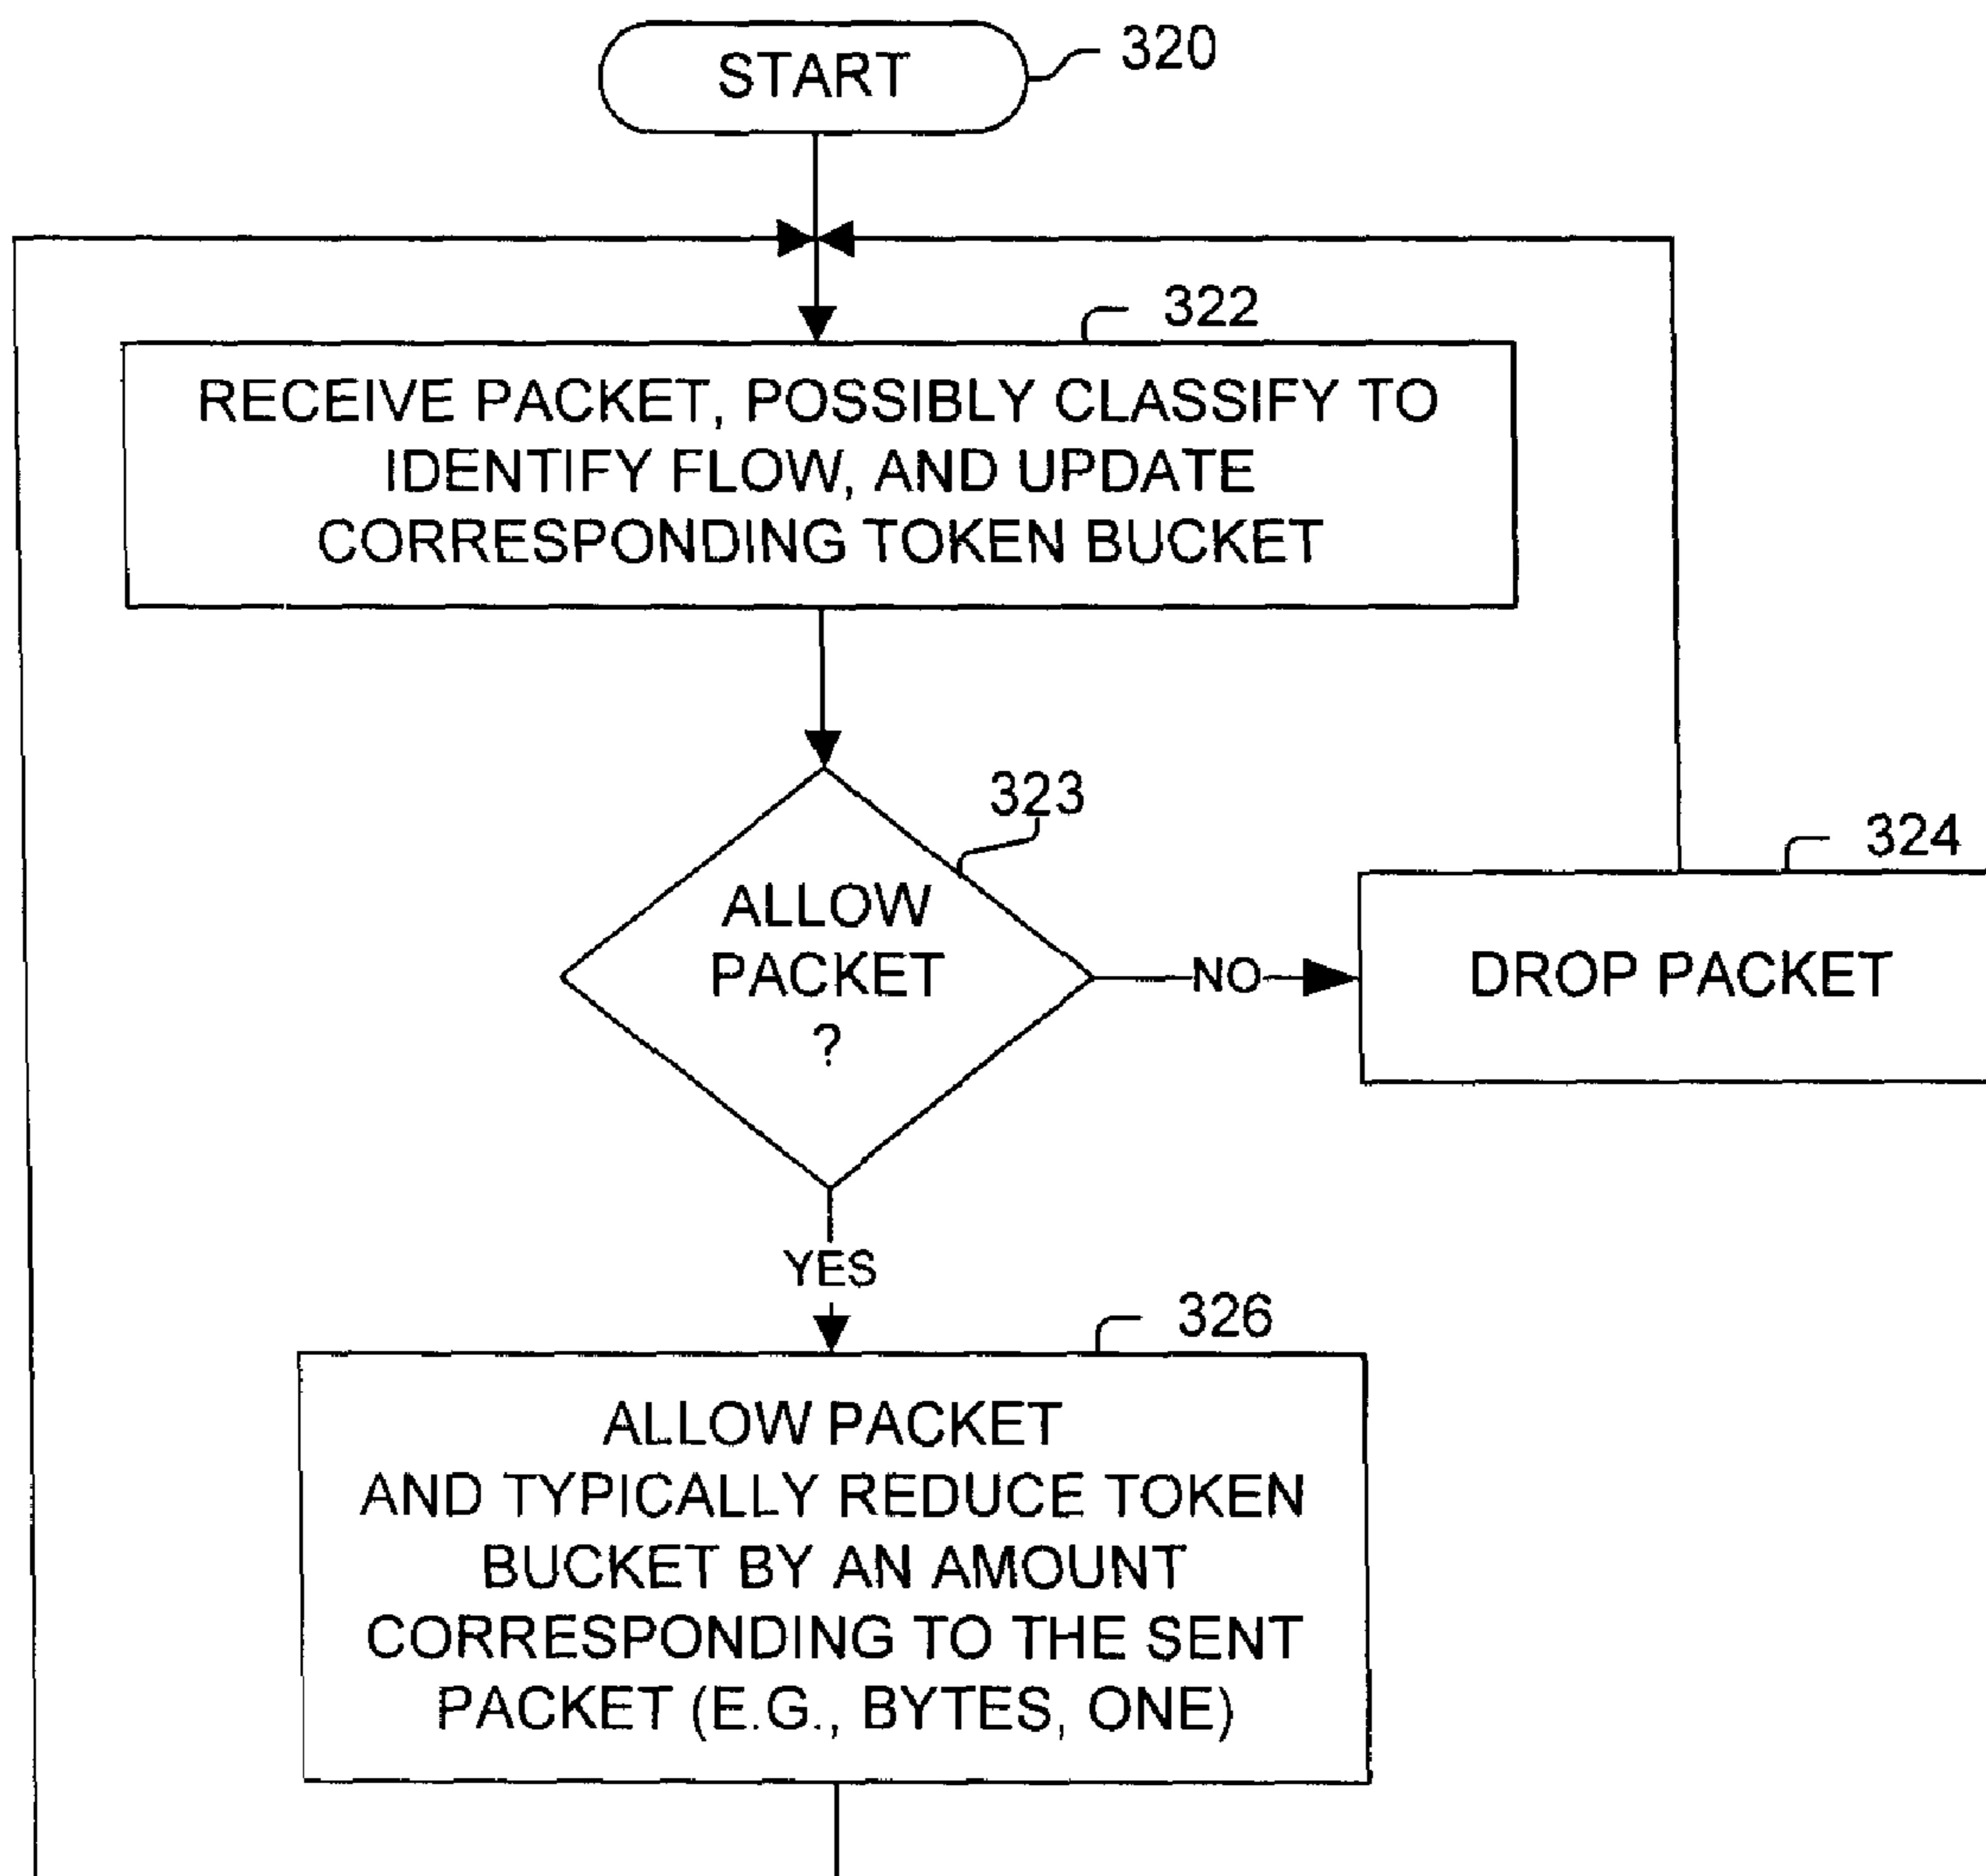 START
320
322
RECEIVE PACKET, POSSIBLY CLASSIFY TO
IDENTIFY FLOW, AND UPDATE
CORRESPONDING TOKEN BUCKET
323
ALLOW
PACKET
?
NO
324
DROP PACKET
YES
326
ALLOW PACKET
AND TYPICALLY REDUCE TOKEN
BUCKET BY AN AMOUNT
CORRESPONDING TO THE SENT
PACKET (E.G., BYTES, ONE)